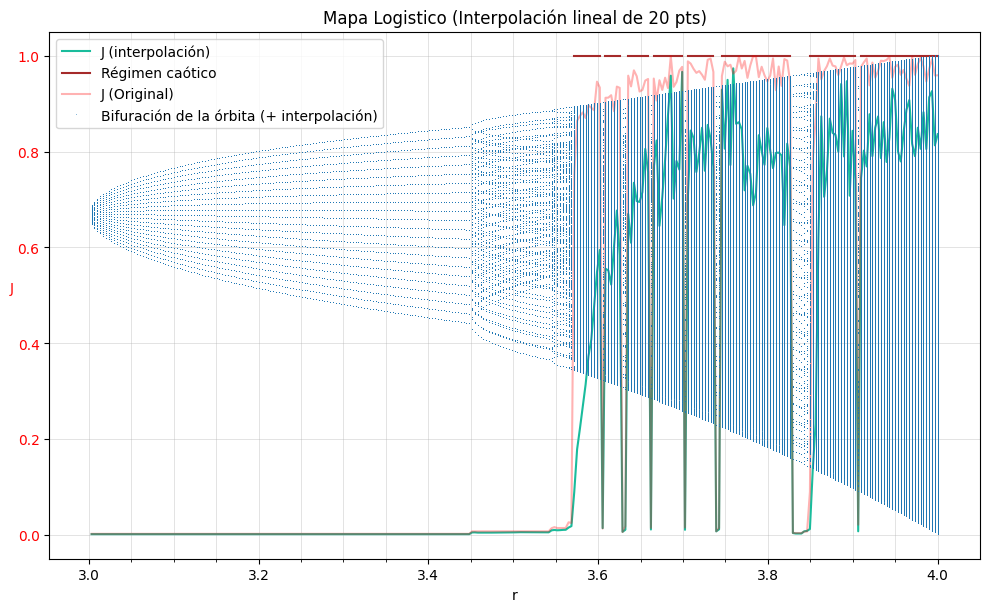 Mapa Logistico (Interpolación lineal de 20 pts)
J (interpolación)
Régimen caótico
J (Original)
Bifuración de la órbita (+ interpolación)
1.0
0.8
0.6
0.4
0.2
0.0
J
3.0
3.2
3.4
3.6
3.8
4.0
r